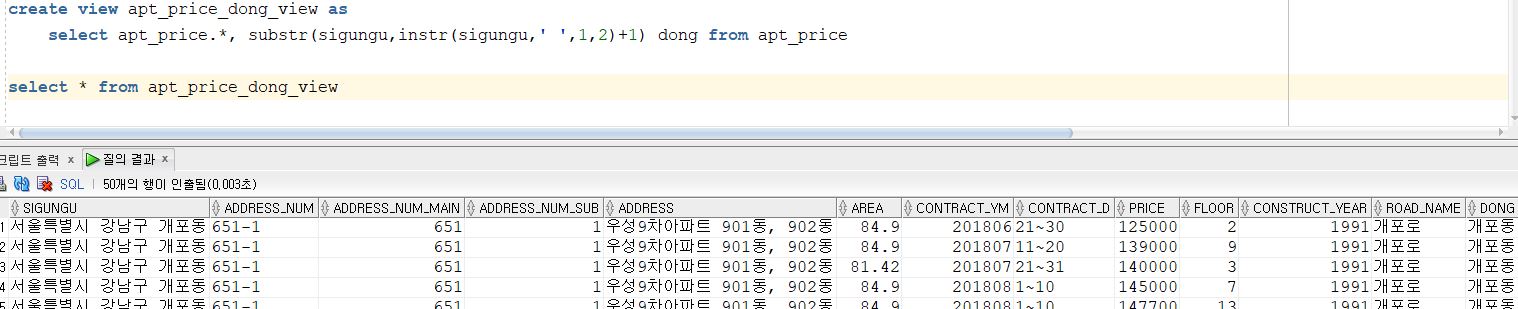 create view apt_price_dong_view as
select apt_price.*, substr(sigungu,instr(sigungu,' ',1,2)+1) dong from apt_price
select * from apt_price_dong_view
크립트 출력 x 질의 결과 x
SQL | 50개의 행이 인출됨(0,003초)
SIGUNGU ADDRESS_NUM ADDRESS_NUM_MAIN ADDRESS_NUM_SUB ADDRESS AREA CONTRACT_YM CONTRACT_D PRICE FLOOR CONSTRUCT_YEAR ROAD_NAME DONG
1 서울특별시 강남구 개포동 651-1 651 1 우성9차아파트 901동, 902동 84.9 201806 21~30 125000 2 1991 개포로 개포동
2 서울특별시 강남구 개포동 651-1 651 1 우성9차아파트 901동, 902동 84.9 201807 11~20 139000 9 1991 개포로 개포동
3 서울특별시 강남구 개포동 651-1 651 1 우성9차아파트 901동, 902동 81.42 201807 21~31 140000 3 1991 개포로 개포동
4 서울특별시 강남구 개포동 651-1 651 1 우성9차아파트 901동, 902동 84.9 201808 1~10 145000 7 1991 개포로 개포동
5 서울특별시 강남구 개포동 651-1 651 1 우성9차아파트 901동, 902동 84.9 201808 1~10 147700 13 1991 개포로 개포동